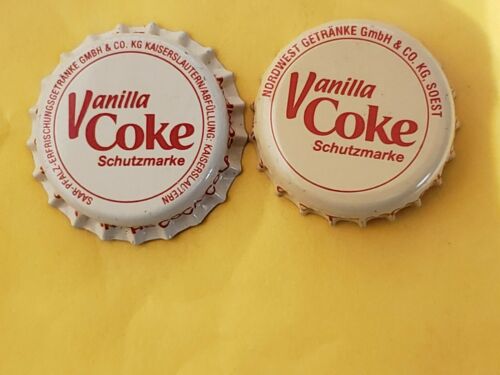 SAAR-PFALZ-ERFRISCHUNGSGETRÄNKE GMBH & CO. KG KAISERSLAUTERN/ABFÜLLUNG: KAISERSLAUTERN
Vanilla
Coke
Schutzmarke
NORDWEST GETRÄNKE GmbH & CO. KG, SOEST
Vanilla
Coke
Schutzmarke